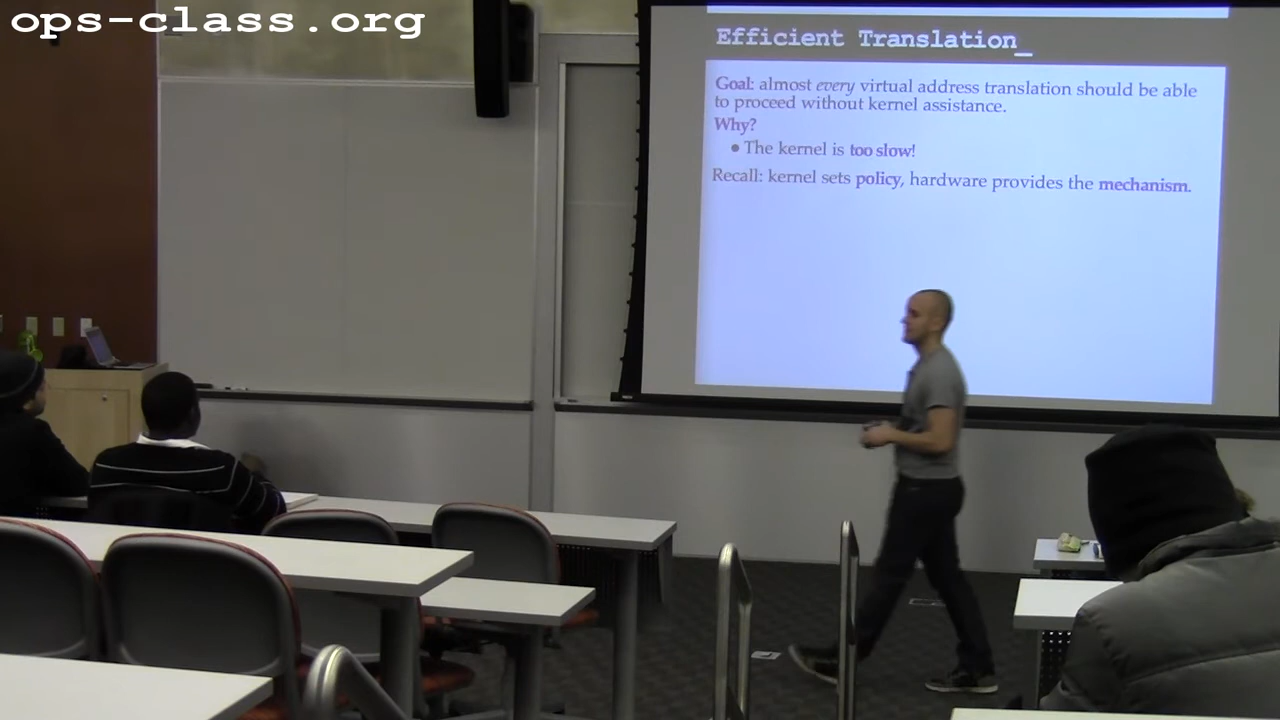 ops-class.org
Efficient Translation_
Goal: almost every virtual address translation should be able
to proceed without kernel assistance.
Why?
● The kernel is too slow!
Recall: kernel sets policy, hardware provides the mechanism.